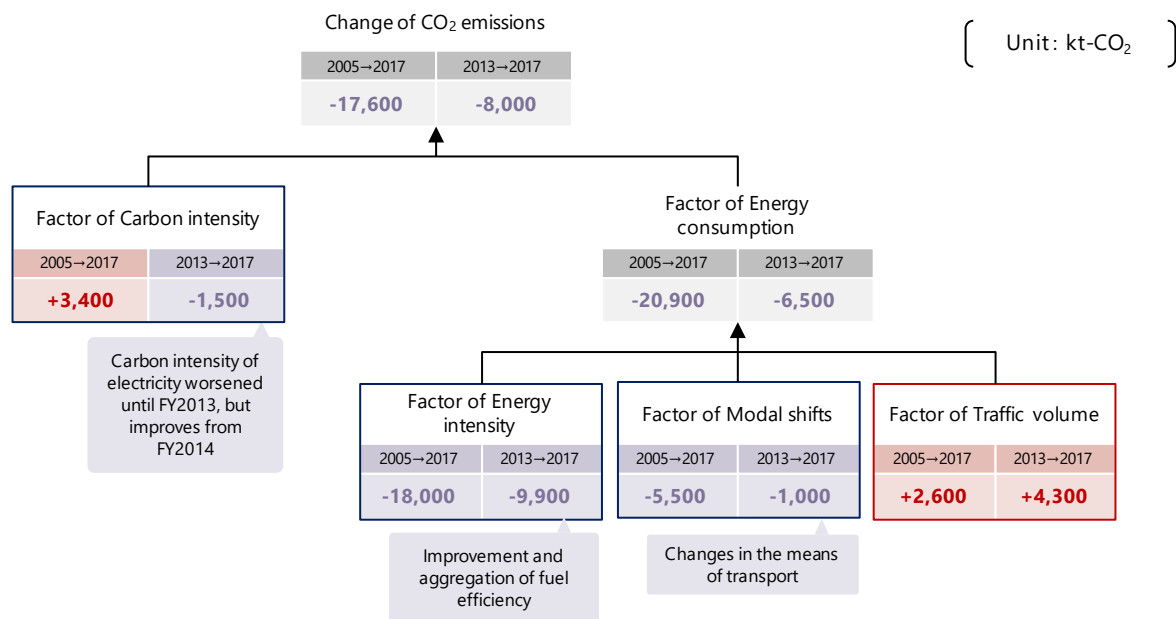 Change of CO₂ emissions
Unit: kt-CO₂
2005→2017 2013→2017
-17,600 -8,000
Factor of Carbon intensity
2005→2017 2013→2017
+3,400 -1,500
Carbon intensity of
electricity worsened
until FY2013, but
improves from
FY2014
Factor of Energy
consumption
2005→2017 2013→2017
-20,900 -6,500
Factor of Energy
intensity
2005→2017 2013→2017
-18,000 -9,900
Improvement and
aggregation of fuel
efficiency
Factor of Modal shifts
2005→2017 2013→2017
-5,500 -1,000
Changes in the means
of transport
Factor of Traffic volume
2005→2017 2013→2017
+2,600 +4,300